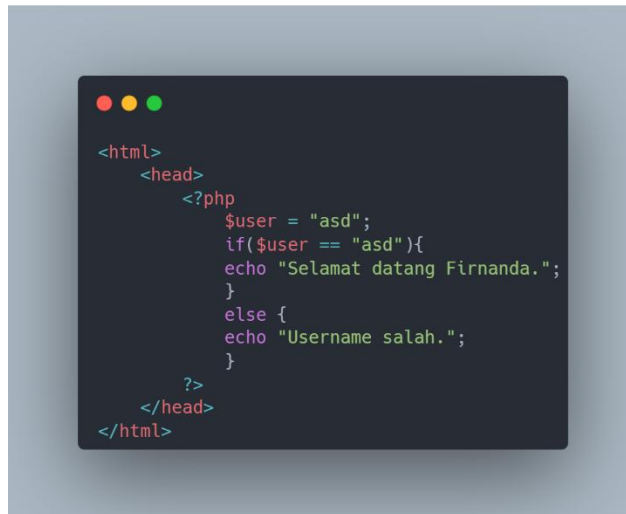 <html>
<head>
<?php
$user = "asd";
if($user == "asd"){
echo "Selamat datang Firnanda.";
}
else {
echo "Username salah.";
}
?>
</head>
</html>